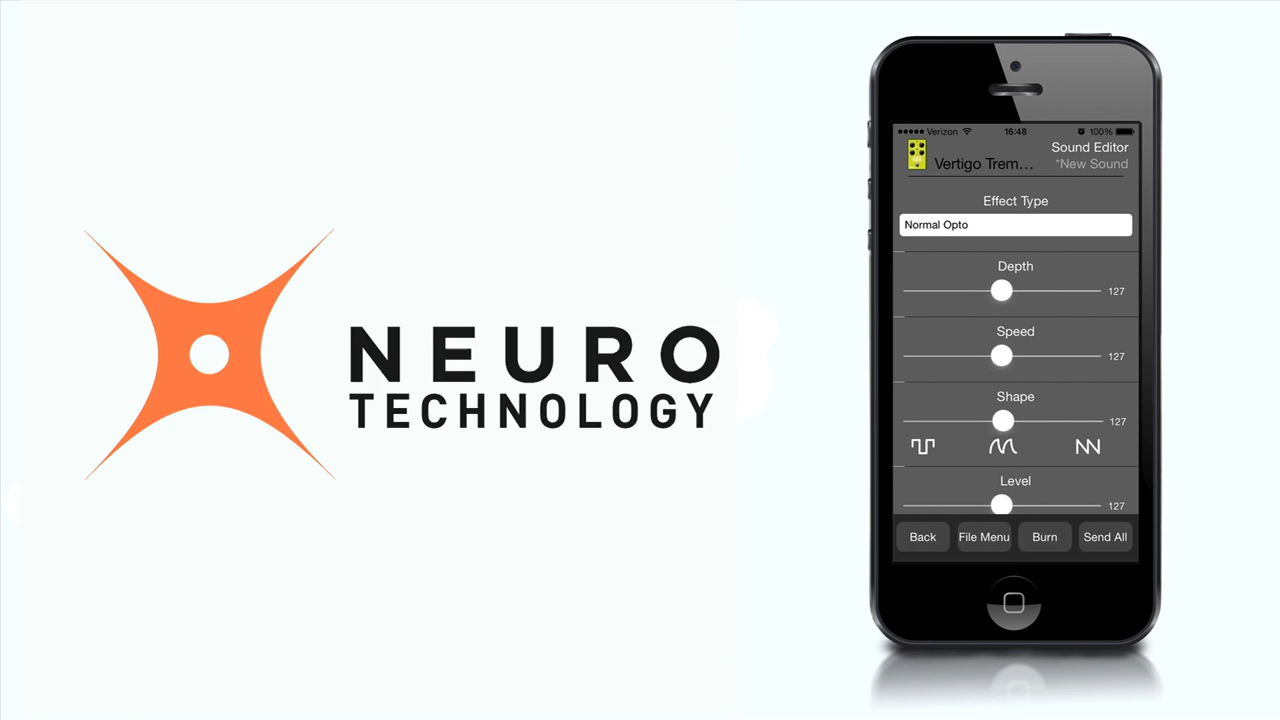 NEURO
TECHNOLOGY
Verizon 16:48 100%
Sound Editor
Vertigo Trem...
*New Sound
Effect Type
Normal Opto
Depth
127
Speed
127
Shape
127
Level
127
Back File Menu Burn Send All